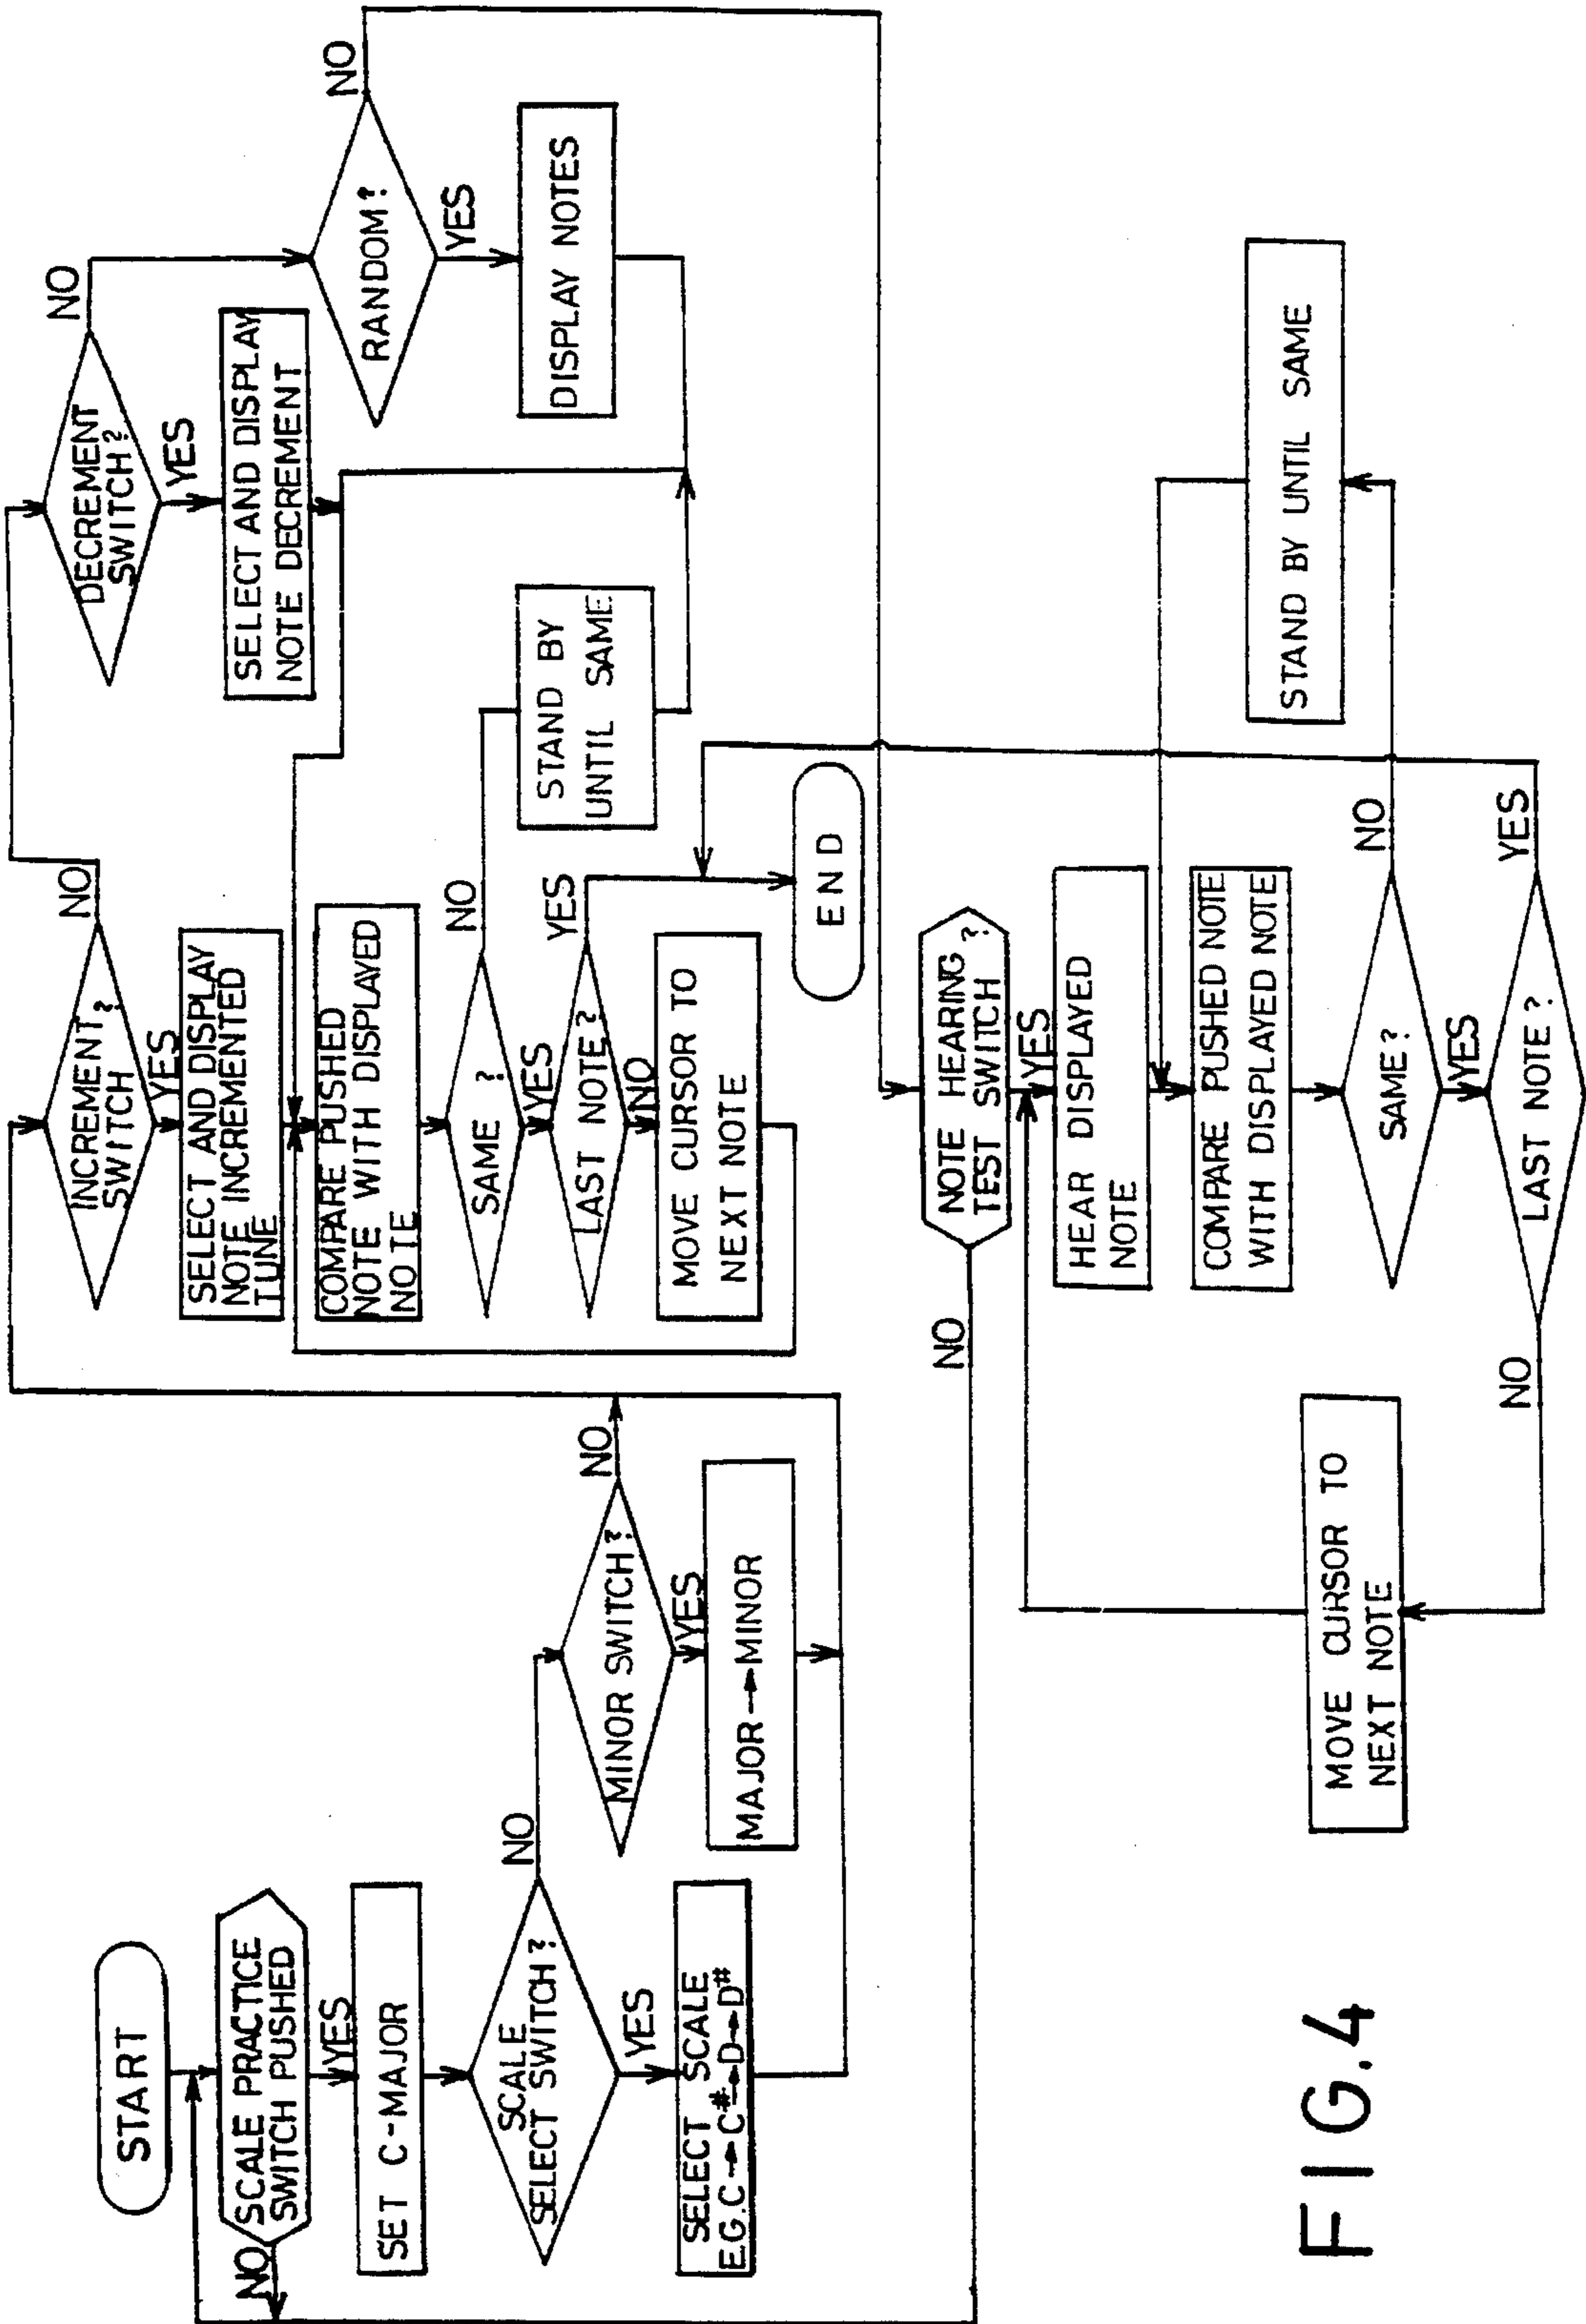 START
SCALE PRACTICE
SWITCH PUSHED
NO
YES
SET C-MAJOR
SCALE
SELECT SWITCH?
NO
YES
SELECT SCALE
E.G.C→C#→D→D#
MINOR SWITCH?
NO
YES
MAJOR→MINOR
INCREMENT?
SWITCH
NO
YES
SELECT AND DISPLAY
NOTE INCREMENTED
TUNE
COMPARE PUSHED
NOTE WITH DISPLAYED
NOTE
SAME ?
NO
YES
STAND BY
UNTIL SAME
LAST NOTE?
YES
NO
MOVE CURSOR TO
NEXT NOTE
END
DECREMENT
SWITCH?
NO
YES
SELECT AND DISPLAY
NOTE DECREMENT
RANDOM?
NO
YES
DISPLAY NOTES
NOTE HEARING
TEST SWITCH ?
NO
YES
HEAR DISPLAYED
NOTE
COMPARE PUSHED NOTE
WITH DISPLAYED NOTE
SAME?
NO
YES
STAND BY UNTIL SAME
LAST NOTE?
YES
NO
MOVE CURSOR TO
NEXT NOTE
FIG.4